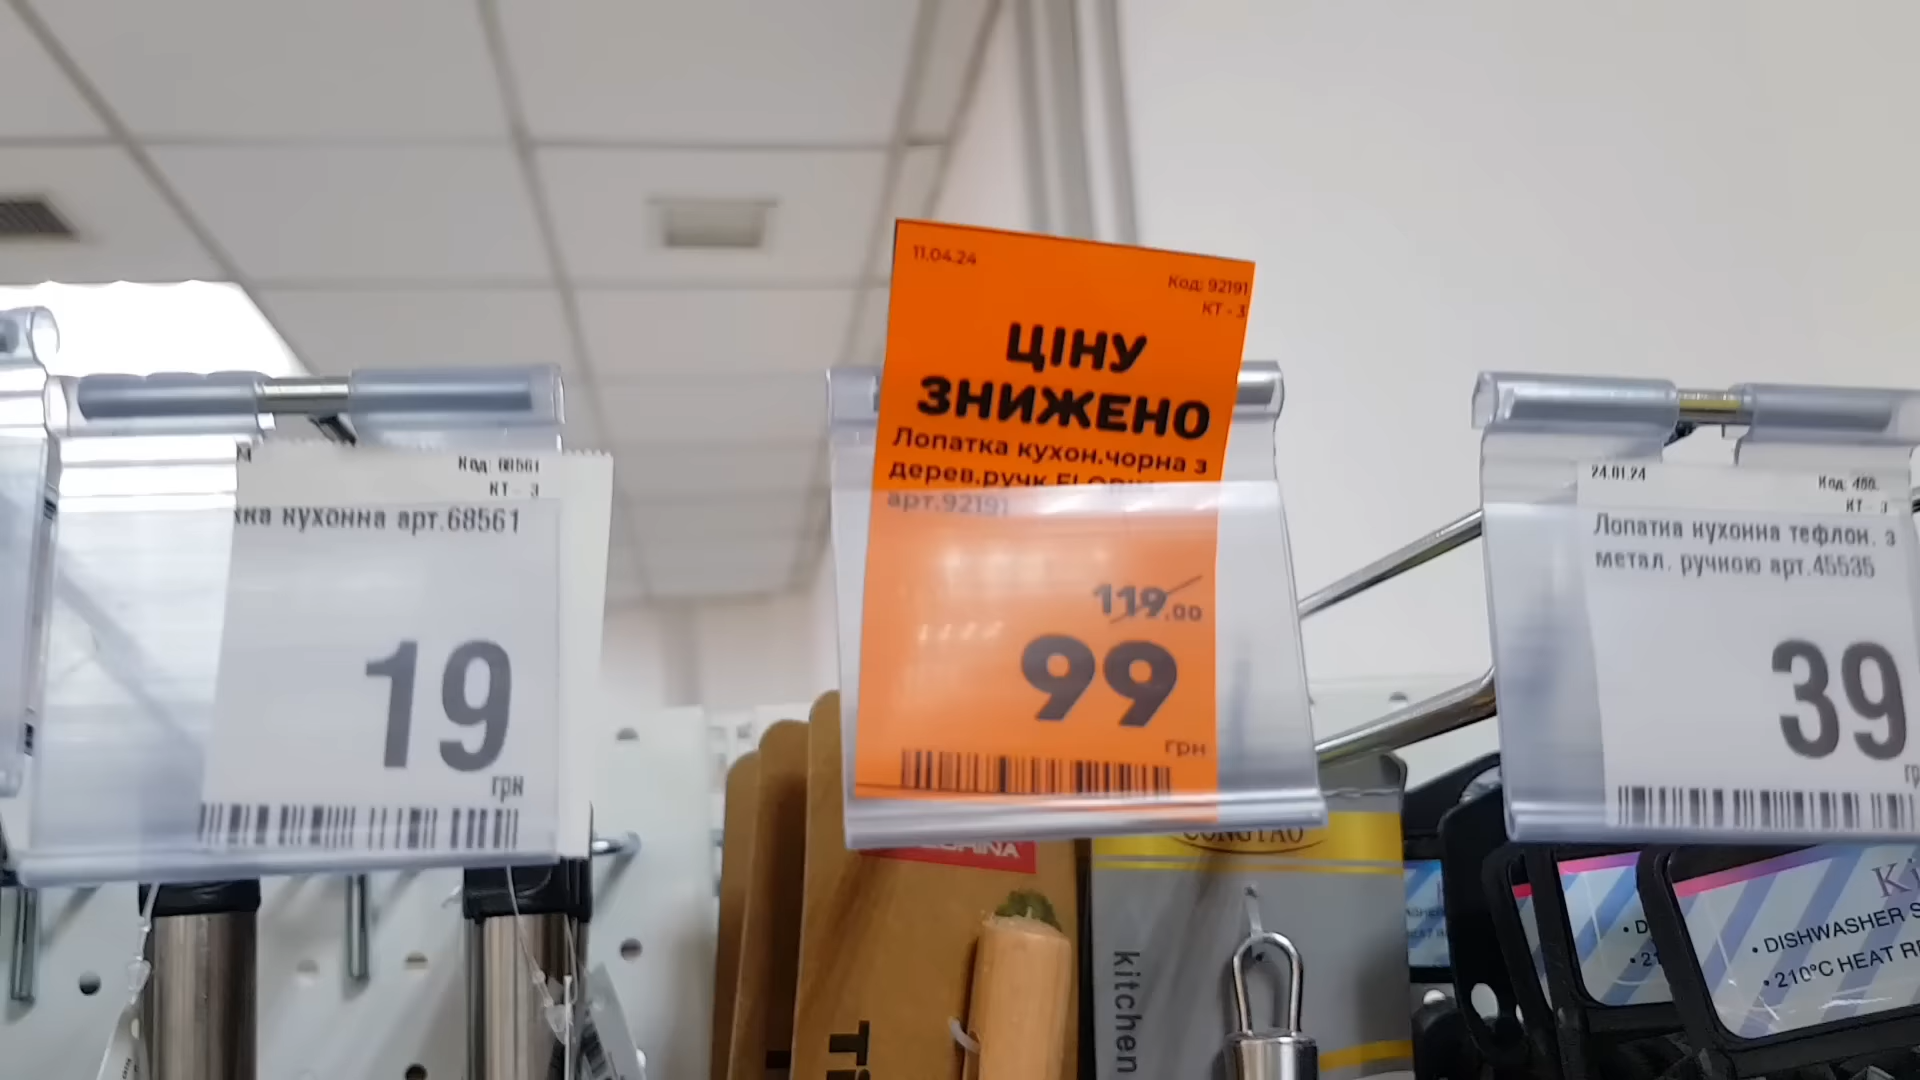 Код: 68561
КТ - 3
кухонна арт.68561
19
грн
11.04.24
Код: 92191
КТ - 3
ЦІНУ
ЗНИЖЕНО
Лопатка кухон.чорна з
дерев.ручк.
арт.92191
119.00
99
грн
24.01.24
Код:
КТ - 3
Лопатка кухонна тефлон. з
метал. ручкою арт.45535
39
kitchen
• DISHWASHER
• 210°C HEAT